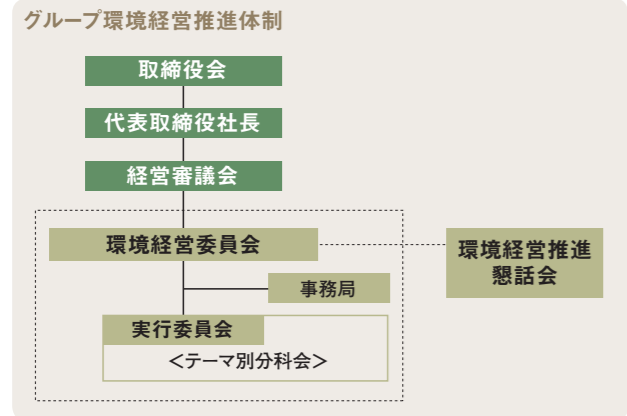 グループ環境経営推進体制
取締役会
代表取締役社長
経営審議会
環境経営委員会
環境経営推進
懇話会
事務局
実行委員会
＜テーマ別分科会＞